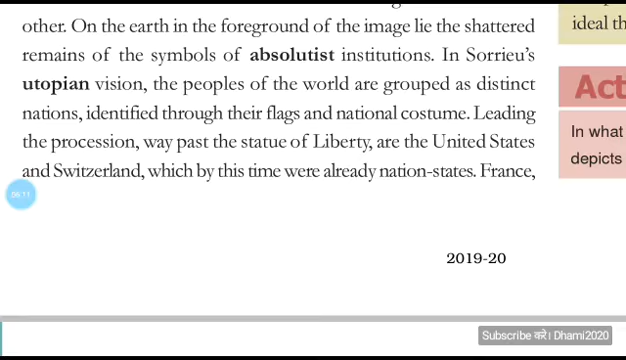 other. On the earth in the foreground of the image lie the shattered
remains of the symbols of absolutist institutions. In Sorrieu's
utopian vision, the peoples of the world are grouped as distinct
nations, identified through their flags and national costume. Leading
the procession, way past the statue of Liberty, are the United States
and Switzerland, which by this time were already nation-states. France,
ideal th
Act
In what
depicts
06:11
2019-20
Subscribe करे। Dhami2020